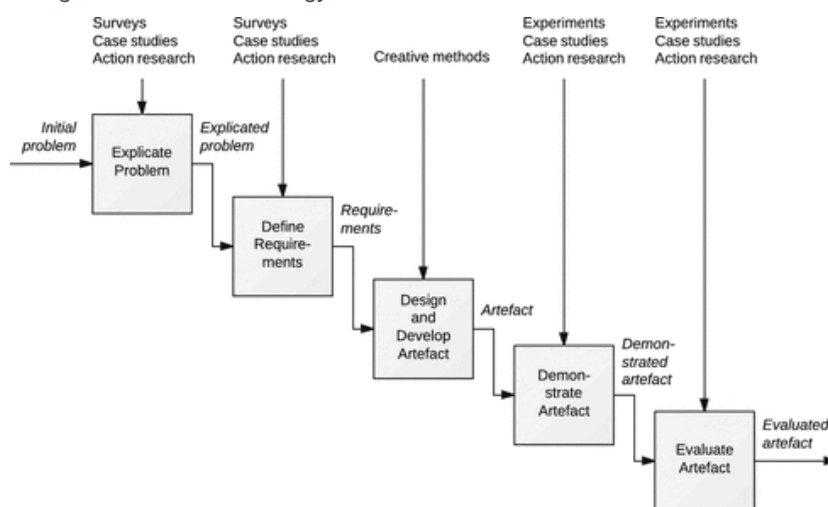 Surveys
Case studies
Action research
Surveys
Case studies
Action research
Creative methods
Experiments
Case studies
Action research
Experiments
Case studies
Action research
Initial
problem
Explicate
Problem
Explicated
problem
Define
Require-
ments
Require-
ments
Design
and
Develop
Artefact
Artefact
Demon-
strate
Artefact
Demon-
strated
artefact
Evaluate
Artefact
Evaluated
artefact